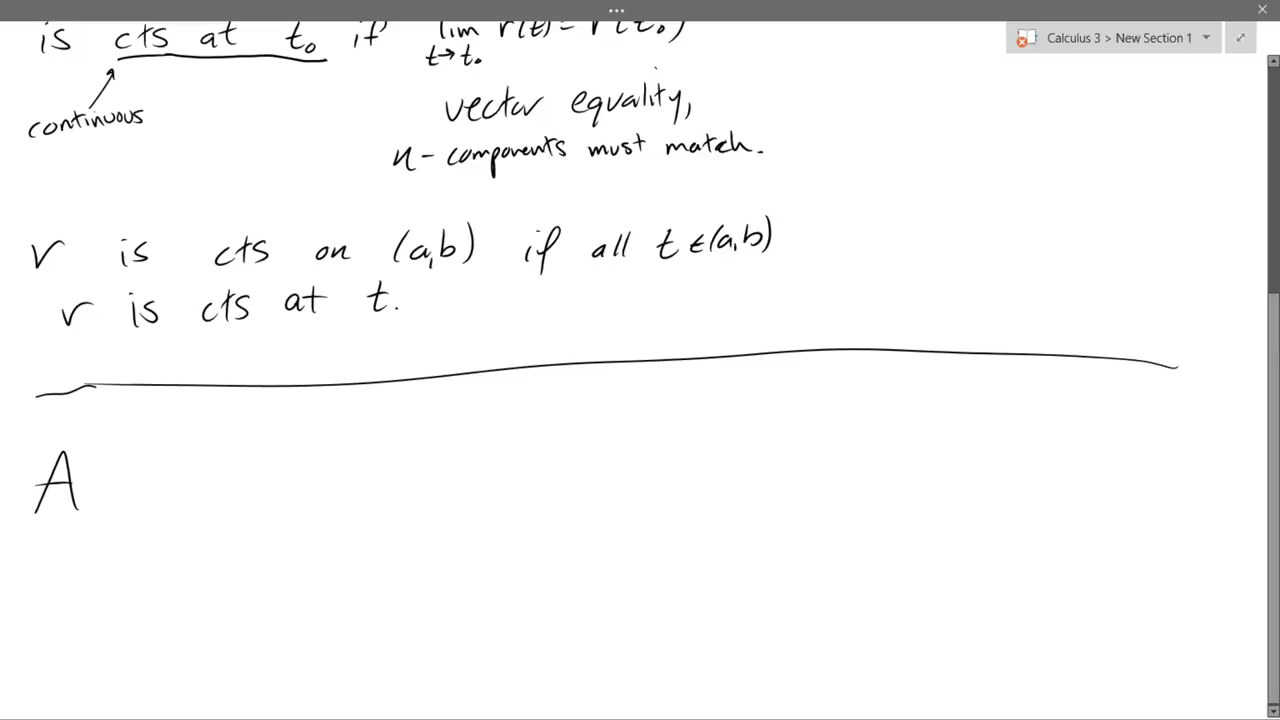 is cts at t₀ if lim r(t) = r(t₀)
t→t₀
continuous
vector equality,
n - components must match.
r is cts on (a,b) if all t ∈ (a,b)
r is cts at t.
A
Calculus 3 > New Section 1